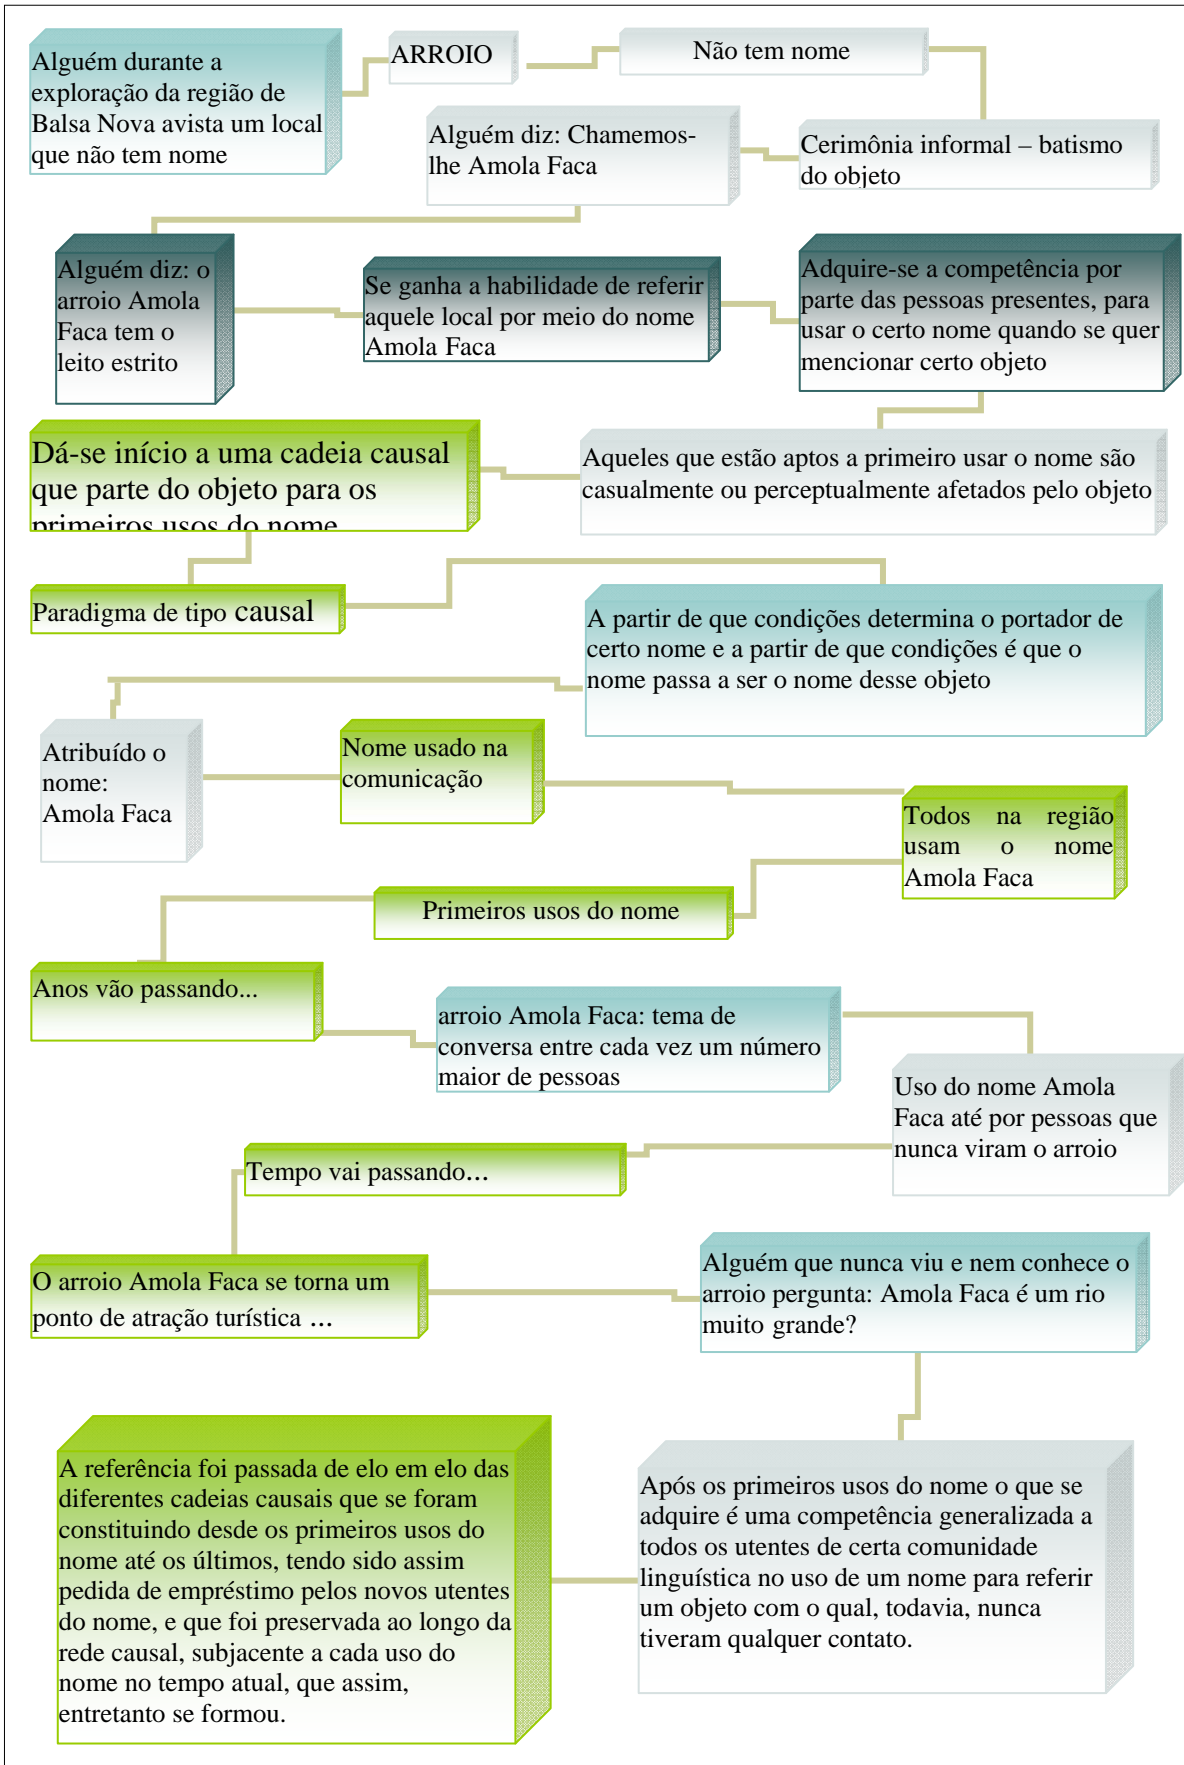 Alguém durante a
exploração da região de
Balsa Nova avista um local
que não tem nome
ARROIO
Não tem nome
Cerimônia informal – batismo
do objeto
Alguém diz: Chamemos-
lhe Amola Faca
Alguém diz: o
arroio Amola
Faca tem o
leito estrito
Se ganha a habilidade de referir
aquele local por meio do nome
Amola Faca
Adquire-se a competência por
parte das pessoas presentes, para
usar o certo nome quando se quer
mencionar certo objeto
Aqueles que estão aptos a primeiro usar o nome são
casualmente ou perceptualmente afetados pelo objeto
Dá-se início a uma cadeia causal
que parte do objeto para os
primeiros usos do nome
Paradigma de tipo causal
A partir de que condições determina o portador de
certo nome e a partir de que condições é que o
nome passa a ser o nome desse objeto
Atribuído o
nome:
Amola Faca
Nome usado na
comunicação
Todos na região
usam o nome
Amola Faca
Primeiros usos do nome
Anos vão passando...
arroio Amola Faca: tema de
conversa entre cada vez um número
maior de pessoas
Uso do nome Amola
Faca até por pessoas que
nunca viram o arroio
Tempo vai passando...
O arroio Amola Faca se torna um
ponto de atração turística ...
Alguém que nunca viu e nem conhece o
arroio pergunta: Amola Faca é um rio
muito grande?
Após os primeiros usos do nome o que se
adquire é uma competência generalizada a
todos os utentes de certa comunidade
linguística no uso de um nome para referir
um objeto com o qual, todavia, nunca
tiveram qualquer contato.
A referência foi passada de elo em elo das
diferentes cadeias causais que se foram
constituindo desde os primeiros usos do
nome até os últimos, tendo sido assim
pedida de empréstimo pelos novos utentes
do nome, e que foi preservada ao longo da
rede causal, subjacente a cada uso do
nome no tempo atual, que assim,
entretanto se formou.